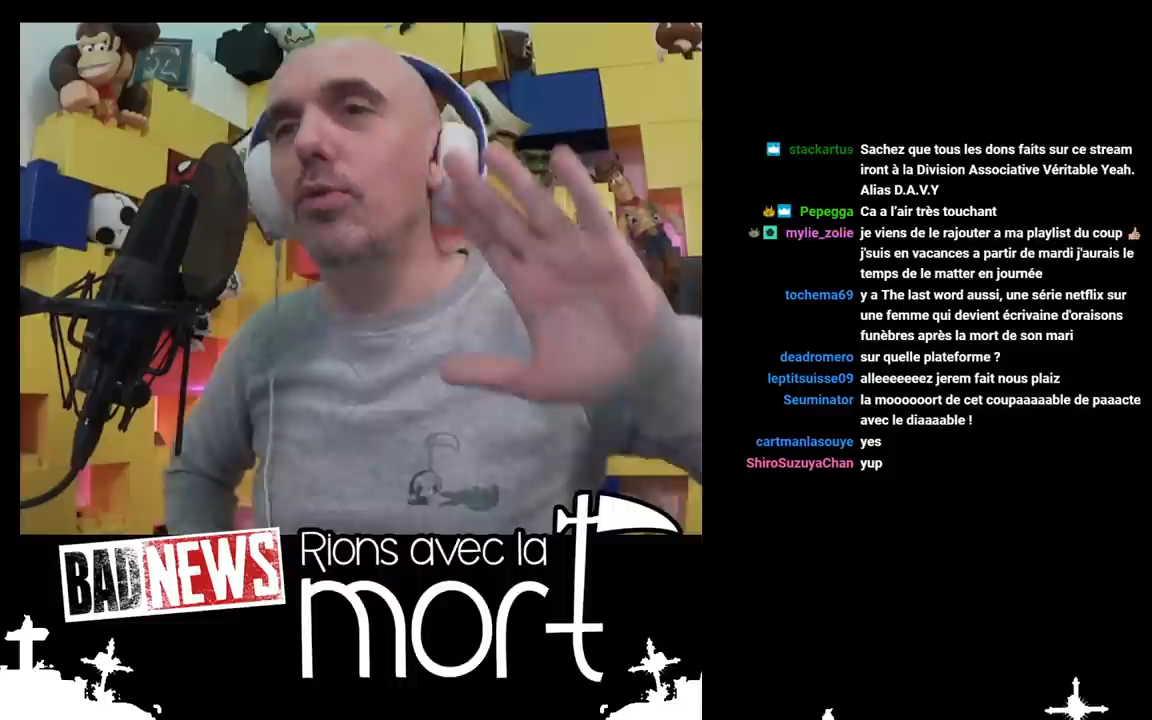 stackartus Sachez que tous les dons faits sur ce stream
iront à la Division Associative Véritable Yeah.
Alias D.A.V.Y
Pepegga Ca a l'air très touchant
mylie_zolie je viens de le rajouter a ma playlist du coup 👍🏼
j'suis en vacances a partir de mardi j'aurais le
temps de le matter en journée
tochema69 y a The last word aussi, une série netflix sur
une femme qui devient écrivaine d'oraisons
funèbres après la mort de son mari
deadromero sur quelle plateforme ?
leptitsuisse09 alleeeeeeez jerem fait nous plaiz
Seuminator la moooooort de cet coupaaaaable de paaacte
avec le diaaaable !
cartmanlasouye yes
ShiroSuzuyaChan yup
BAD NEWS
Rions avec la
mort